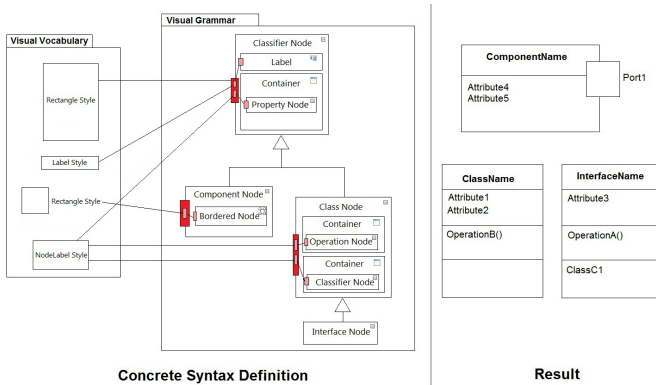 Visual Vocabulary
Rectangle Style
Label Style
Rectangle Style
NodeLabel Style
Visual Grammar
Classifier Node
Label
Container
Property Node
Component Node
Bordered Node
Class Node
Container
Operation Node
Container
Classifier Node
Interface Node
Concrete Syntax Definition
ComponentName
Attribute4
Attribute5
Port1
ClassName
Attribute1
Attribute2
OperationB()
InterfaceName
Attribute3
OperationA()
ClassC1
Result